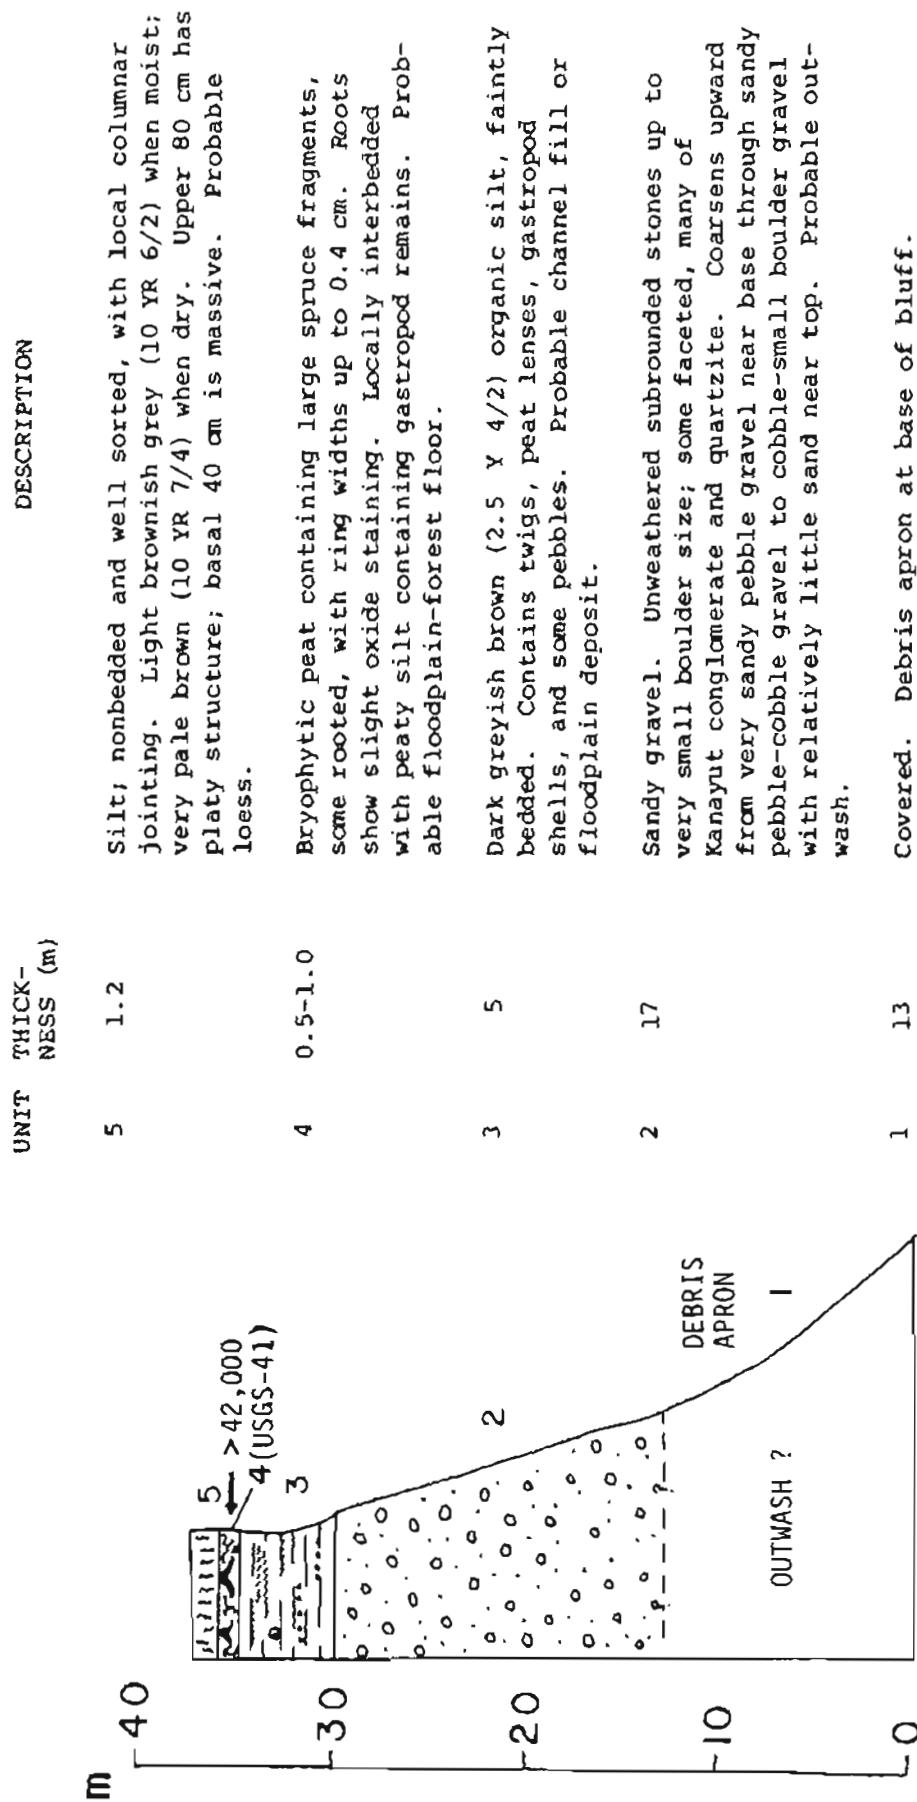 m
40
30
20
10
0
5
>42,000
4(USGS-41)
3
2
DEBRIS
APRON
1
OUTWASH ?
?
?
UNIT THICK-
NESS (m)
DESCRIPTION
5 1.2 Silt; nonbedded and well sorted, with local columnar
jointing. Light brownish grey (10 YR 6/2) when moist;
very pale brown (10 YR 7/4) when dry. Upper 80 cm has
platy structure; basal 40 cm is massive. Probable
loess.
4 0.5-1.0 Bryophytic peat containing large spruce fragments,
some rooted, with ring widths up to 0.4 cm. Roots
show slight oxide staining. Locally interbedded
with peaty silt containing gastropod remains. Prob-
able floodplain-forest floor.
3 5 Dark greyish brown (2.5 Y 4/2) organic silt, faintly
bedded. Contains twigs, peat lenses, gastropod
shells, and some pebbles. Probable channel fill or
floodplain deposit.
2 17 Sandy gravel. Unweathered subrounded stones up to
very small boulder size; some faceted, many of
Kanayut conglomerate and quartzite. Coarsens upward
from very sandy pebble gravel near base through sandy
pebble-cobble gravel to cobble-small boulder gravel
with relatively little sand near top. Probable out-
wash.
1 13 Covered. Debris apron at base of bluff.